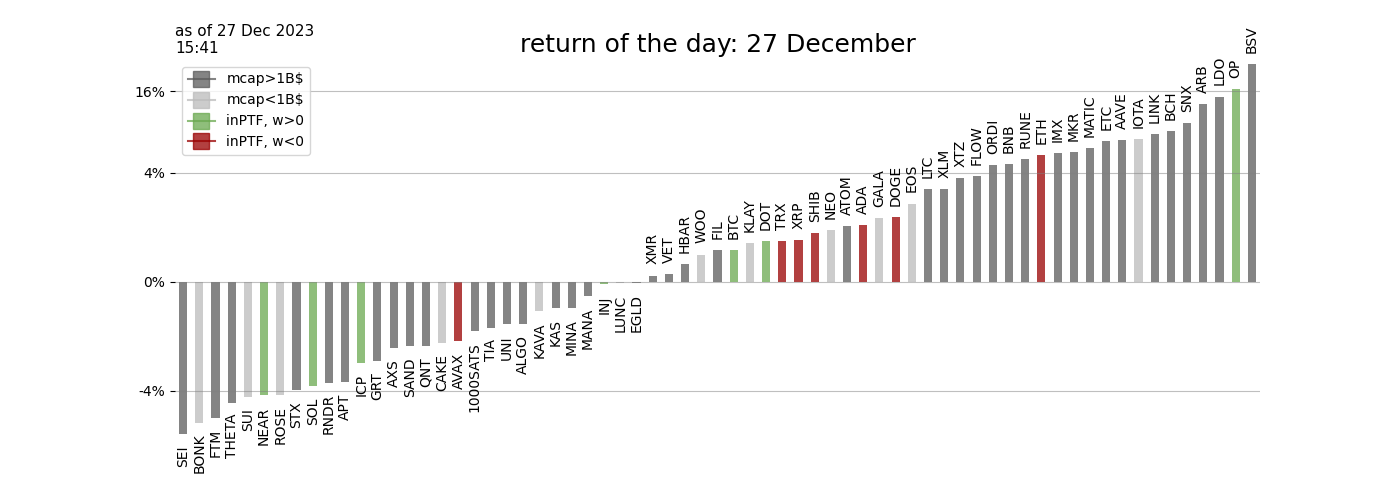 as of 27 Dec 2023
15:41
return of the day: 27 December
mcap>1B$
mcap<1B$
inPTF, w>0
inPTF, w<0
16%
4%
0%
-4%
SEI
BONK
FTM
THETA
SUI
NEAR
ROSE
STX
SOL
RNDR
APT
ICP
GRT
AXS
SAND
QNT
CAKE
AVAX
1000SATS
TIA
UNI
ALGO
KAVA
KAS
MINA
MANA
INJ
LUNC
EGLD
XMR
VET
HBAR
WOO
FIL
BTC
KLAY
DOT
TRX
XRP
SHIB
NEO
ATOM
ADA
GALA
DOGE
EOS
LTC
XLM
XTZ
FLOW
ORDI
BNB
RUNE
ETH
IMX
MKR
MATIC
ETC
AAVE
IOTA
LINK
BCH
SNX
ARB
LDO
OP
BSV